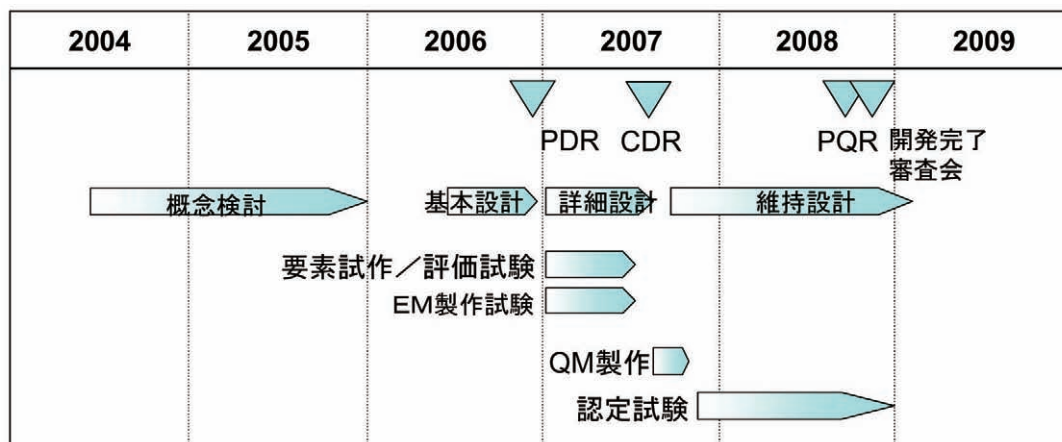 2004 2005 2006 2007 2008 2009
PDR CDR PQR 開発完了
審査会
概念検討 基本設計 詳細設計 維持設計
要素試作／評価試験
EM製作試験
QM製作
認定試験